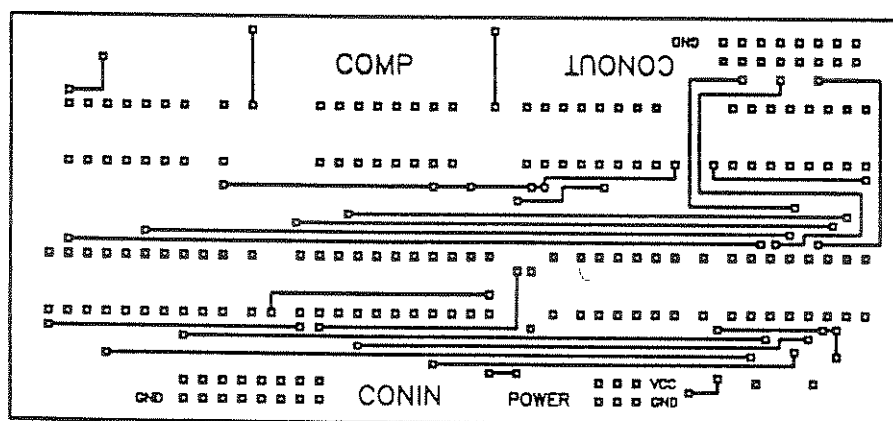 GND
COMP
CONOUT
VCC
GND
CONIN
POWER
GND